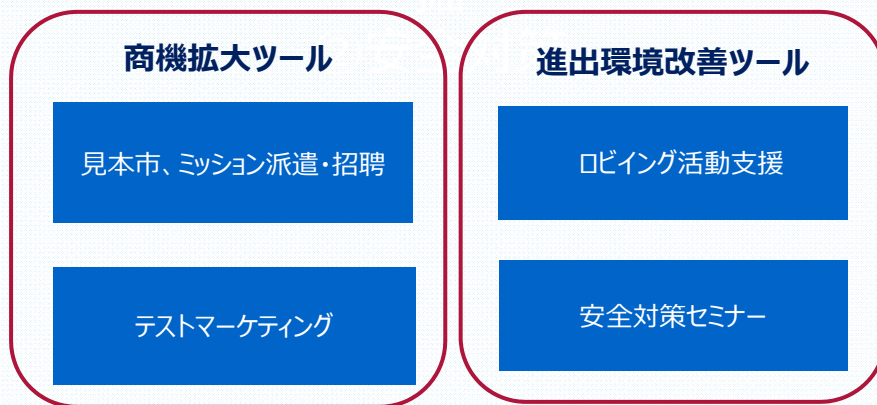 商機拡大ツール
見本市、ミッション派遣・招聘
テストマーケティング
進出環境改善ツール
ロビイング活動支援
安全対策セミナー